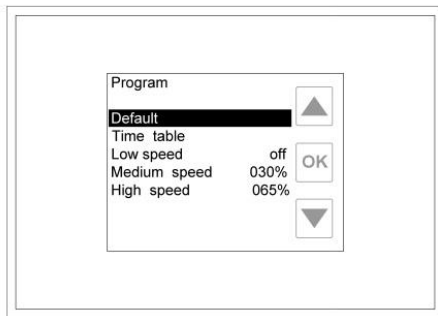 Program
Default
Time table
Low speed off
Medium speed 030%
High speed 065%
OK